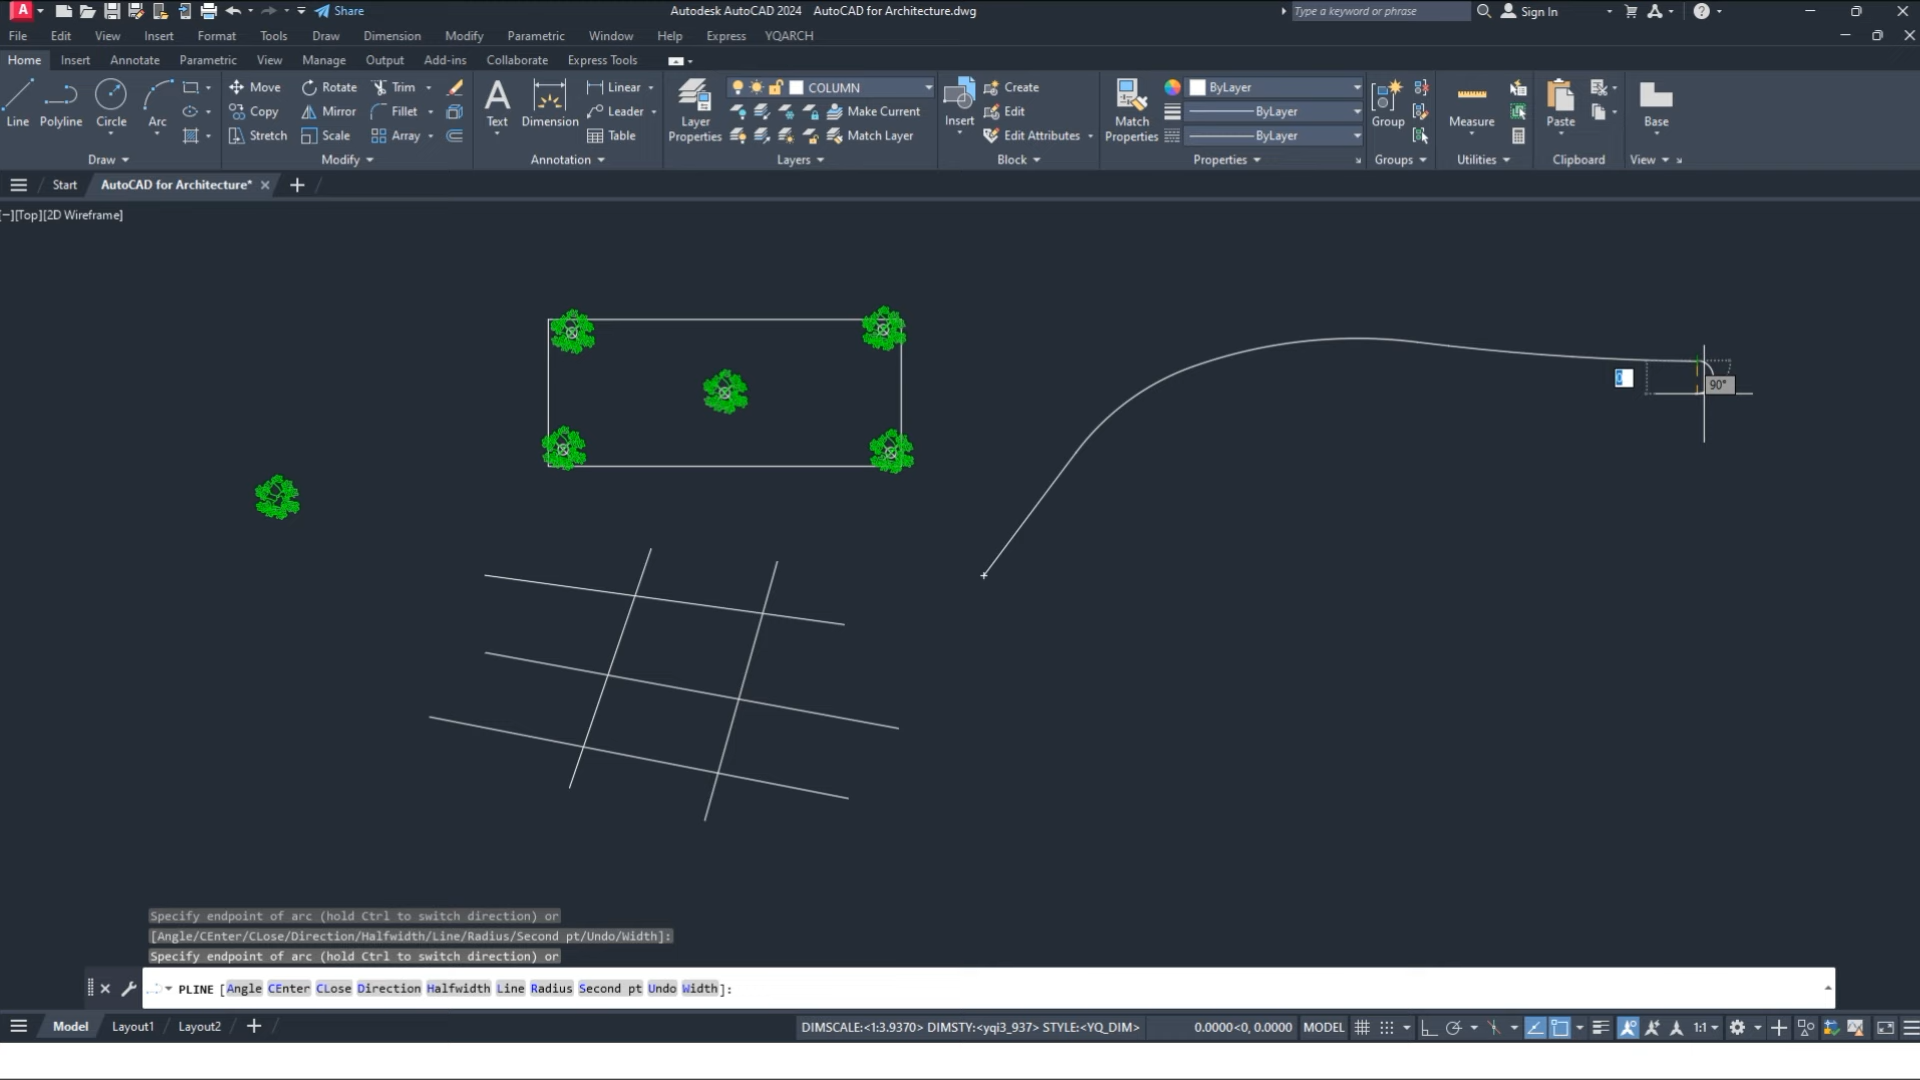 A Share Autodesk AutoCAD 2024 AutoCAD for Architecture.dwg Type a keyword or phrase Sign In
File Edit View Insert Format Tools Draw Dimension Modify Parametric Window Help Express YQARCH
Home Insert Annotate Parametric View Manage Output Add-ins Collaborate Express Tools
Line Polyline Circle Arc
Draw
Move Rotate Trim
Copy Mirror Fillet
Stretch Scale Array
Modify
Text Dimension
Linear
Leader
Table
Annotation
Layer Properties
COLUMN
Make Current
Match Layer
Layers
Insert
Create
Edit
Edit Attributes
Block
Match Properties
ByLayer
ByLayer
ByLayer
Properties
Group
Groups
Measure
Utilities
Paste
Clipboard
Base
View
Start AutoCAD for Architecture*
[−][Top][2D Wireframe]
90°
Specify endpoint of arc (hold Ctrl to switch direction) or
[Angle/CEnter/CLose/Direction/Halfwidth/Line/Radius/Second pt/Undo/Width]:
Specify endpoint of arc (hold Ctrl to switch direction) or
PLINE [Angle CEnter CLose Direction Halfwidth Line Radius Second pt Undo Width]:
Model Layout1 Layout2 DIMSCALE:<1:3.9370> DIMSTY:<yqi3_937> STYLE:<YQ_DIM> 0.0000<0, 0.0000 MODEL 1:1